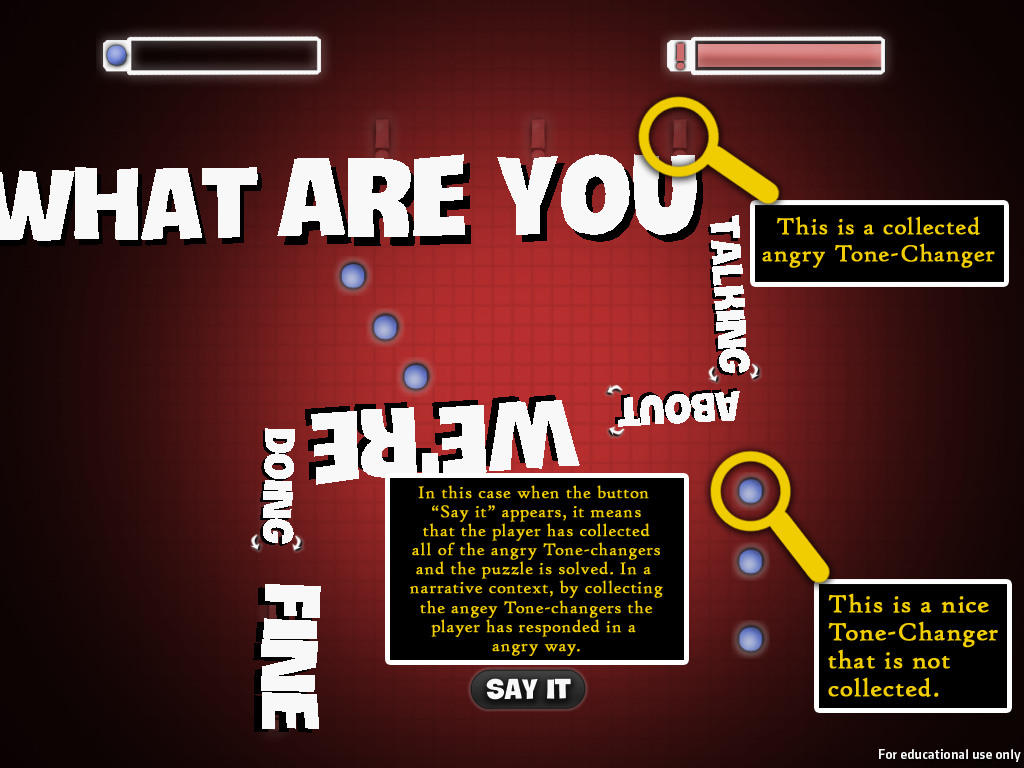 WHAT ARE YOU
TALKING
ABOUT
WE'RE
DOING
FINE
This is a collected
angry Tone-Changer
In this case when the button
“Say it” appears, it means
that the player has collected
all of the angry Tone-changers
and the puzzle is solved. In a
narrative context, by collecting
the angey Tone-changers the
player has responded in a
angry way.
SAY IT
This is a nice
Tone-Changer
that is not
collected.
For educational use only